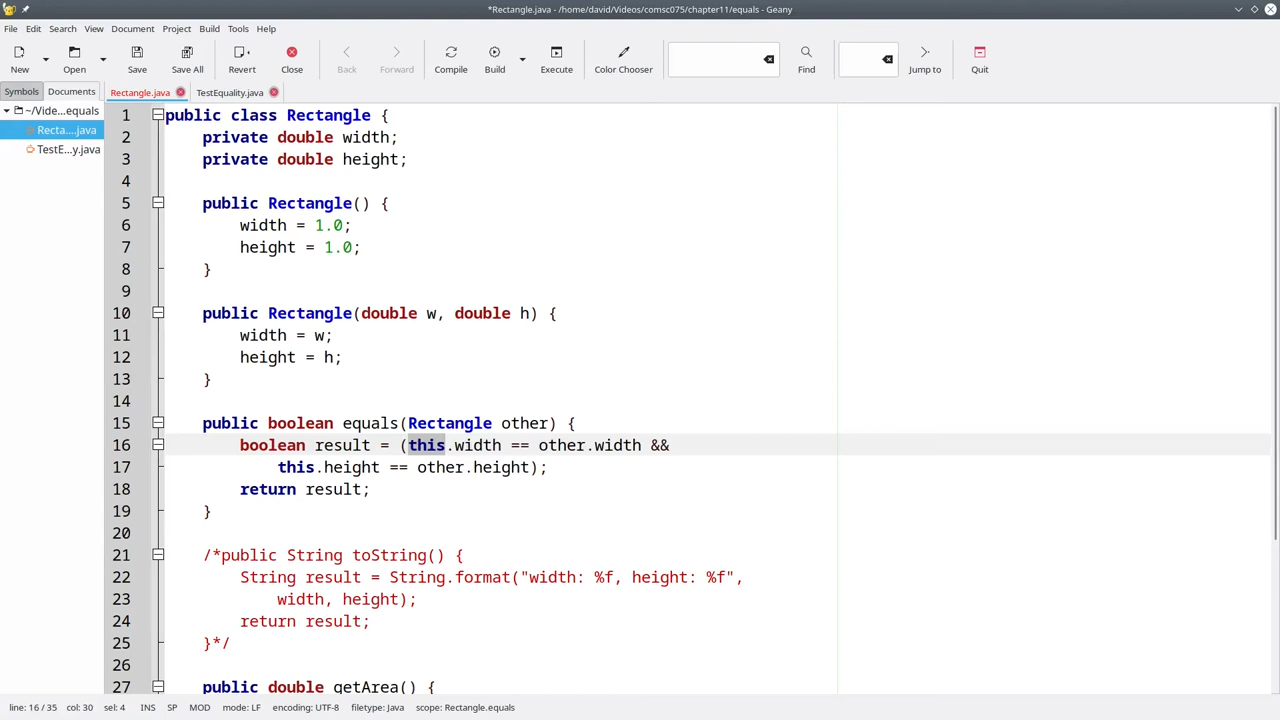 *Rectangle.java - /home/david/Videos/comsc075/chapter11/equals - Geany
File Edit Search View Document Project Build Tools Help
New Open Save Save All Revert Close Back Forward Compile Build Execute Color Chooser Find Jump to Quit
Symbols Documents Rectangle.java TestEquality.java
~/Vide...equals
Recta....java
TestE...y.java
1 public class Rectangle {
2 private double width;
3 private double height;
4
5 public Rectangle() {
6 width = 1.0;
7 height = 1.0;
8 }
9
10 public Rectangle(double w, double h) {
11 width = w;
12 height = h;
13 }
14
15 public boolean equals(Rectangle other) {
16 boolean result = (this.width == other.width &&
17 this.height == other.height);
18 return result;
19 }
20
21 /*public String toString() {
22 String result = String.format("width: %f, height: %f",
23 width, height);
24 return result;
25 }*/
26
27 public double getArea() {
line: 16 / 35 col: 30 sel: 4 INS SP MOD mode: LF encoding: UTF-8 filetype: Java scope: Rectangle.equals